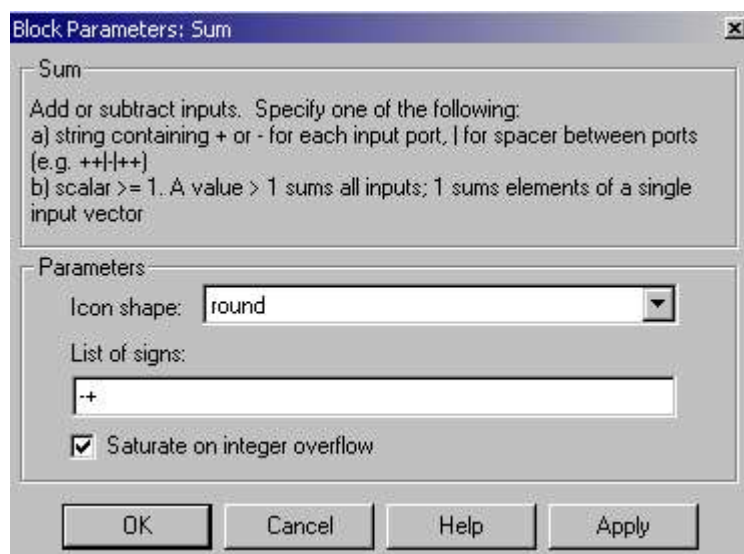 Block Parameters: Sum
Sum
Add or subtract inputs.  Specify one of the following:
a) string containing + or - for each input port, | for spacer between ports
(e.g. ++|-|++)
b) scalar >= 1. A value > 1 sums all inputs; 1 sums elements of a single
input vector
Parameters
Icon shape: round
List of signs:
-+
Saturate on integer overflow
OK Cancel Help Apply